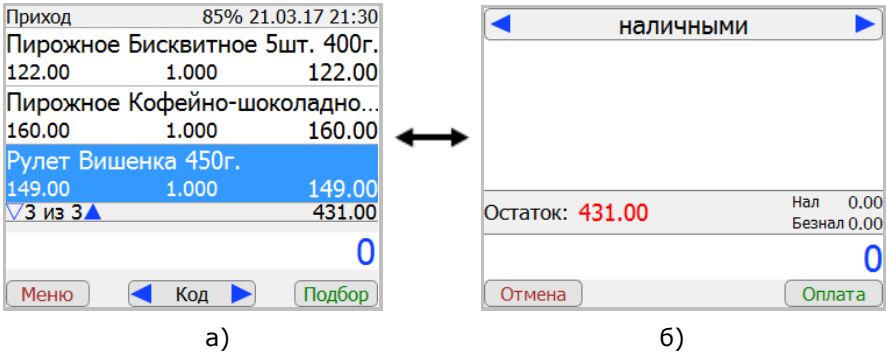 Приход 85% 21.03.17 21:30
Пирожное Бисквитное 5шт. 400г.
122.00 1.000 122.00
Пирожное Кофейно-шоколадно...
160.00 1.000 160.00
Рулет Вишенка 450г.
149.00 1.000 149.00
▽3 из 3▲ 431.00
0
Меню ◀ Код ▶ Подбор
а)
◀ наличными ▶
Остаток: 431.00
Нал 0.00
Безнал 0.00
0
Отмена Оплата
б)